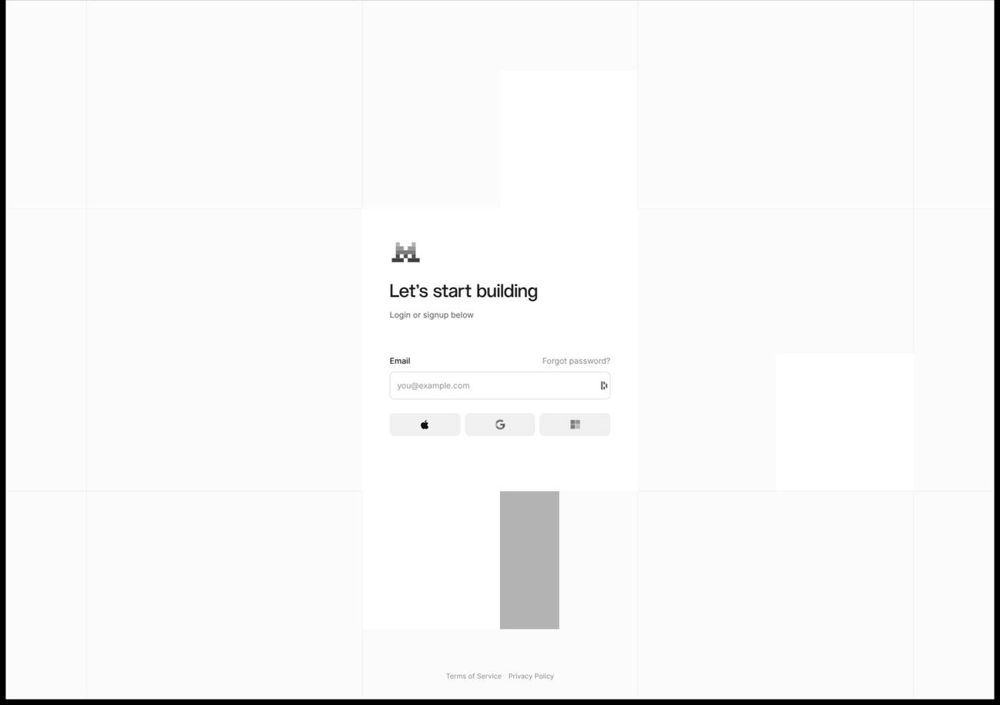 Let's start building
Login or signup below
Email
Forgot password?
you@example.com
Terms of Service
Privacy Policy